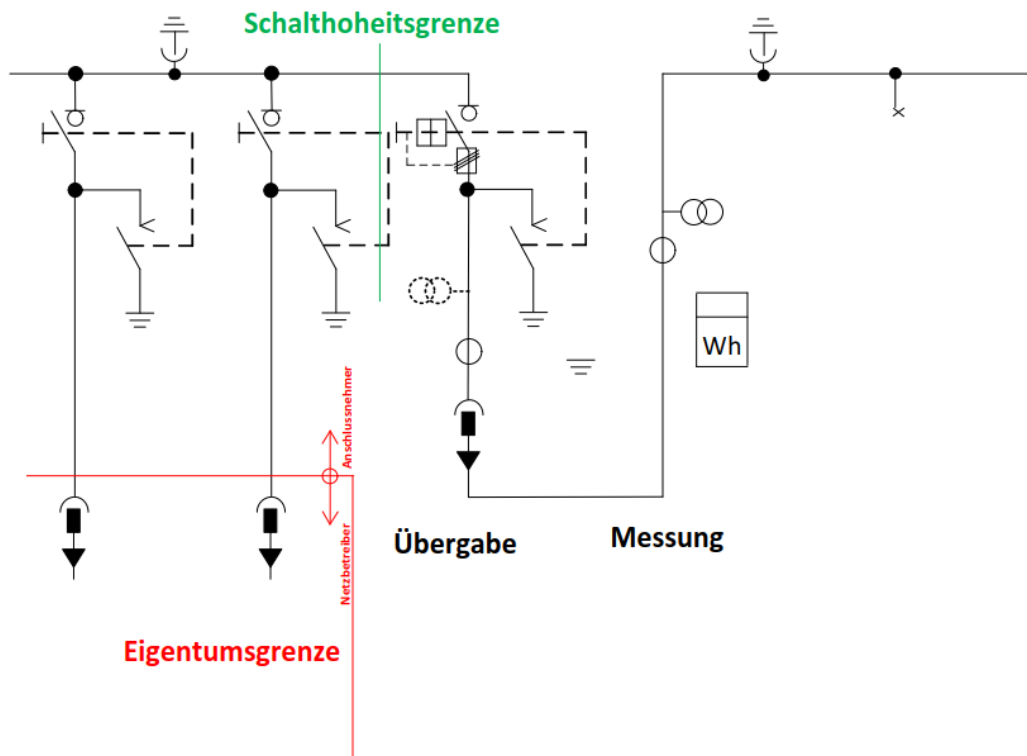 Schalthoheitsgrenze
Wh
Anschlussnehmer
Netzbetreiber
Übergabe
Messung
Eigentumsgrenze